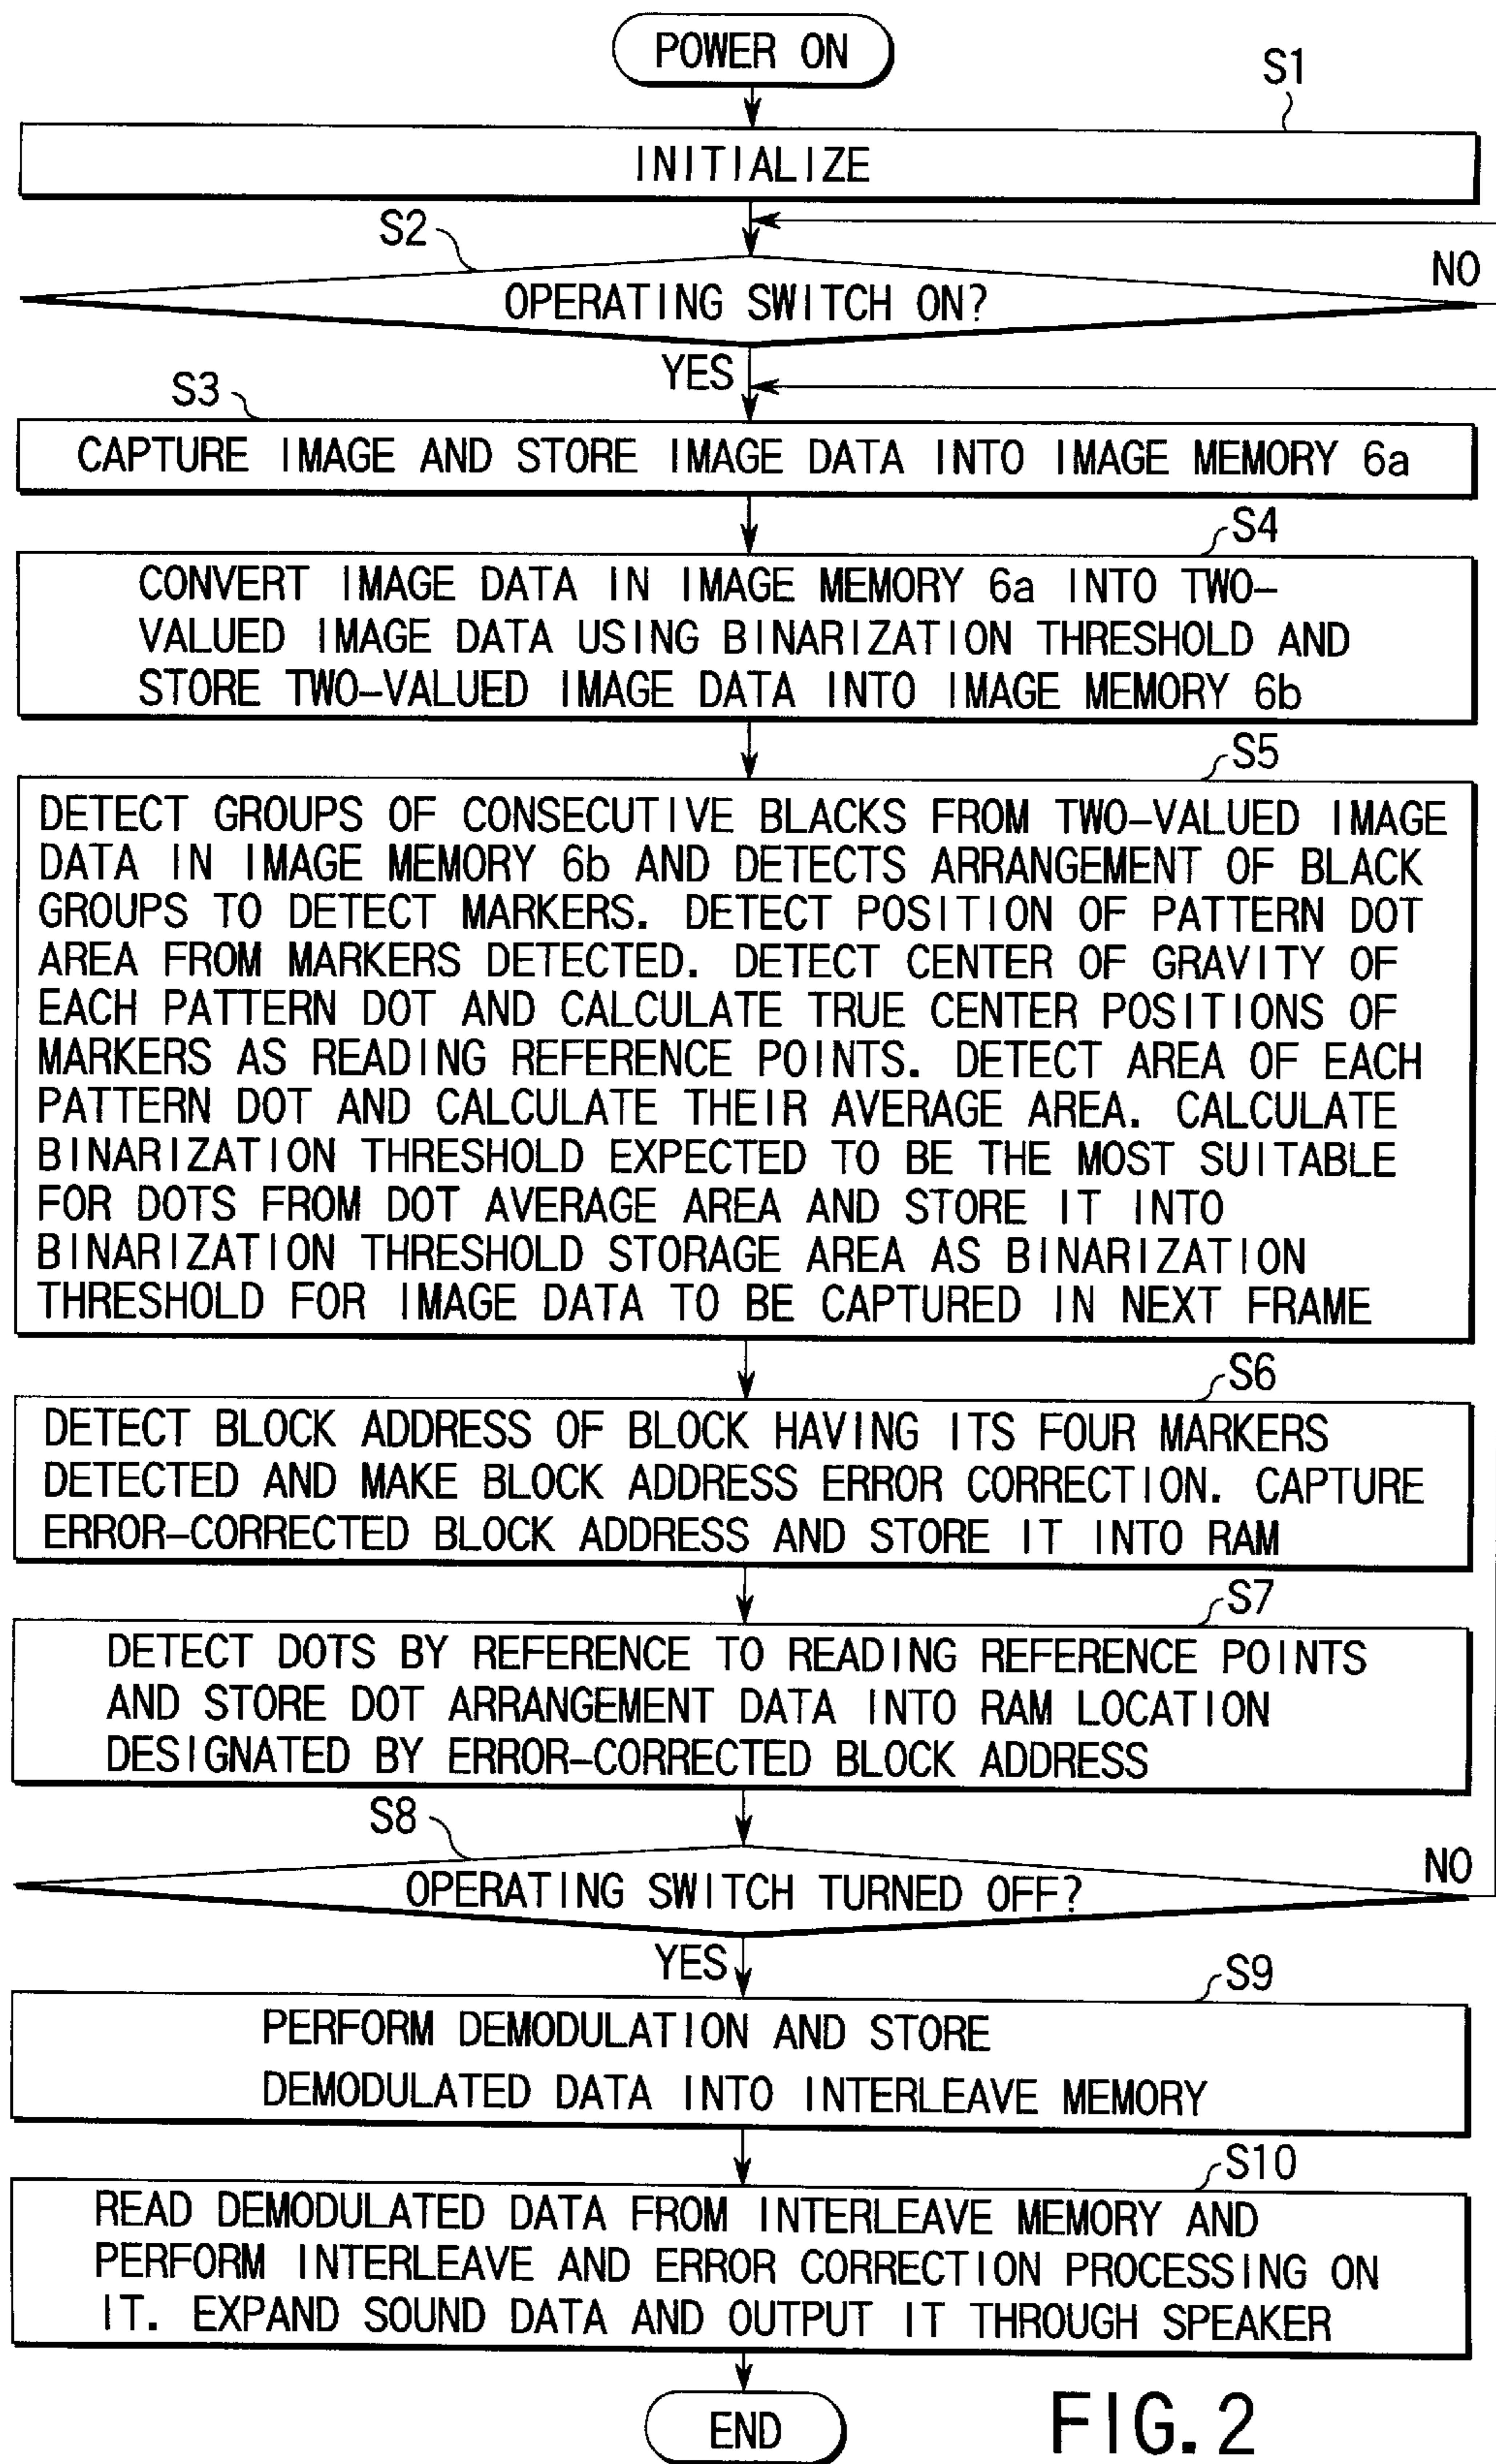 POWER ON
S1
INITIALIZE
S2
NO
OPERATING SWITCH ON?
YES
S3
CAPTURE IMAGE AND STORE IMAGE DATA INTO IMAGE MEMORY 6a
S4
CONVERT IMAGE DATA IN IMAGE MEMORY 6a INTO TWO-
VALUED IMAGE DATA USING BINARIZATION THRESHOLD AND
STORE TWO-VALUED IMAGE DATA INTO IMAGE MEMORY 6b
S5
DETECT GROUPS OF CONSECUTIVE BLACKS FROM TWO-VALUED IMAGE
DATA IN IMAGE MEMORY 6b AND DETECTS ARRANGEMENT OF BLACK
GROUPS TO DETECT MARKERS. DETECT POSITION OF PATTERN DOT
AREA FROM MARKERS DETECTED. DETECT CENTER OF GRAVITY OF
EACH PATTERN DOT AND CALCULATE TRUE CENTER POSITIONS OF
MARKERS AS READING REFERENCE POINTS. DETECT AREA OF EACH
PATTERN DOT AND CALCULATE THEIR AVERAGE AREA. CALCULATE
BINARIZATION THRESHOLD EXPECTED TO BE THE MOST SUITABLE
FOR DOTS FROM DOT AVERAGE AREA AND STORE IT INTO
BINARIZATION THRESHOLD STORAGE AREA AS BINARIZATION
THRESHOLD FOR IMAGE DATA TO BE CAPTURED IN NEXT FRAME
S6
DETECT BLOCK ADDRESS OF BLOCK HAVING ITS FOUR MARKERS
DETECTED AND MAKE BLOCK ADDRESS ERROR CORRECTION. CAPTURE
ERROR-CORRECTED BLOCK ADDRESS AND STORE IT INTO RAM
S7
DETECT DOTS BY REFERENCE TO READING REFERENCE POINTS
AND STORE DOT ARRANGEMENT DATA INTO RAM LOCATION
DESIGNATED BY ERROR-CORRECTED BLOCK ADDRESS
S8
NO
OPERATING SWITCH TURNED OFF?
YES
S9
PERFORM DEMODULATION AND STORE
DEMODULATED DATA INTO INTERLEAVE MEMORY
S10
READ DEMODULATED DATA FROM INTERLEAVE MEMORY AND
PERFORM INTERLEAVE AND ERROR CORRECTION PROCESSING ON
IT. EXPAND SOUND DATA AND OUTPUT IT THROUGH SPEAKER
END
FIG. 2